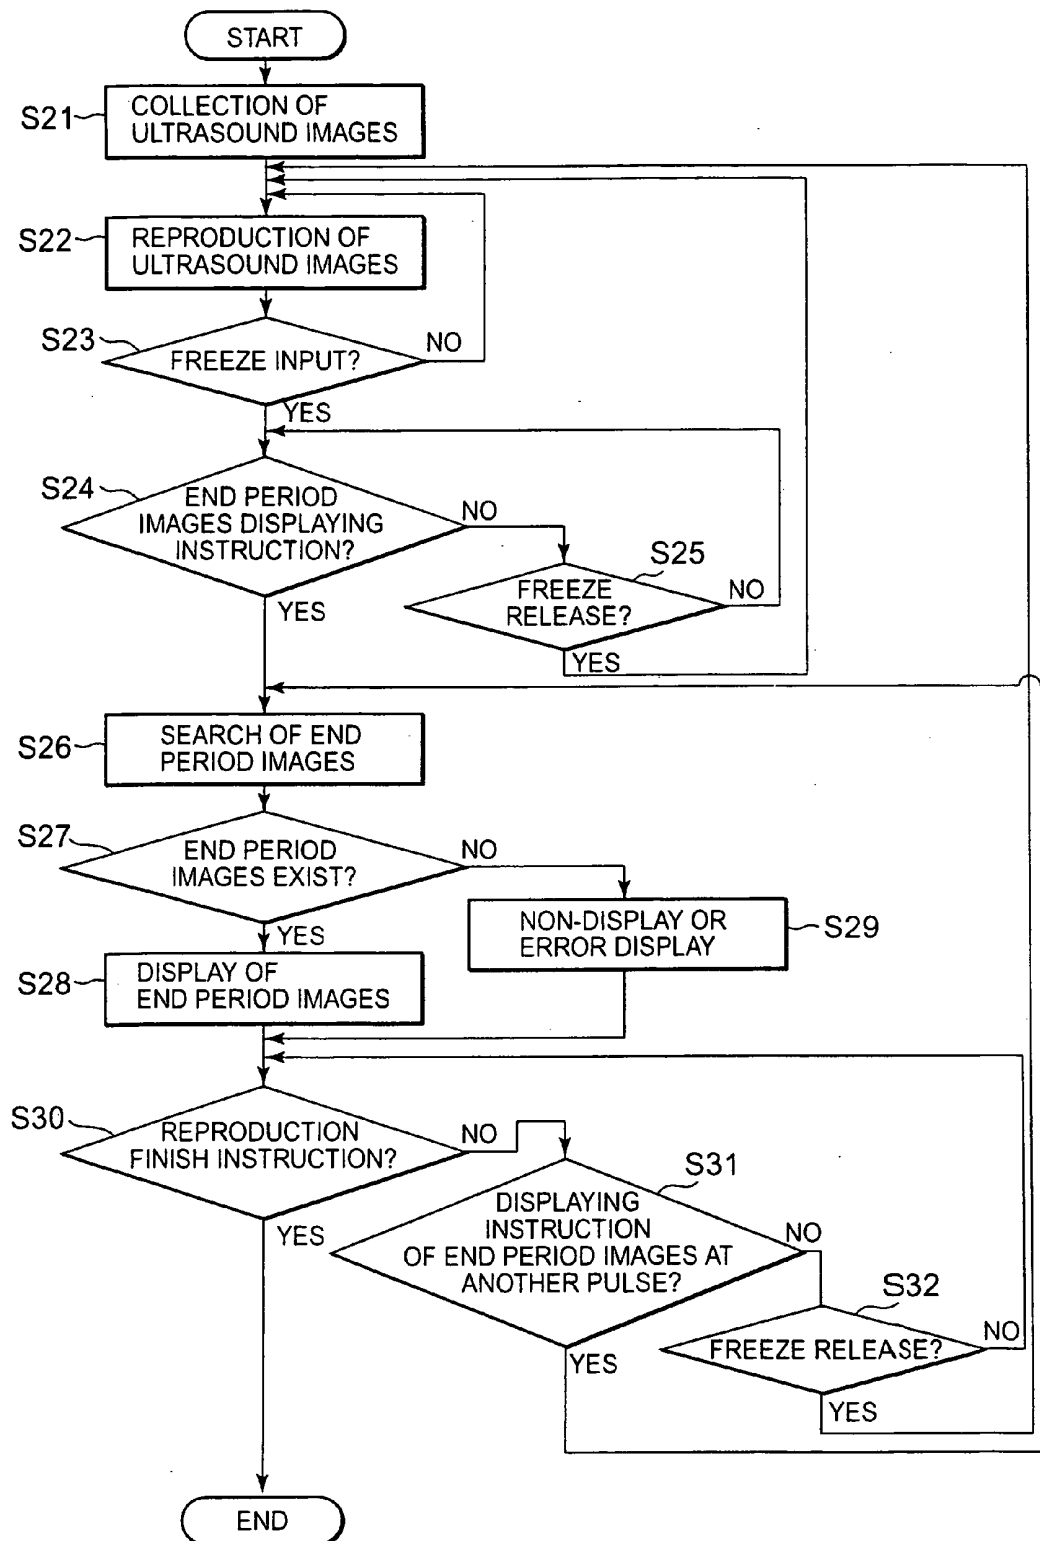 START
S21
COLLECTION OF
ULTRASOUND IMAGES
S22
REPRODUCTION OF
ULTRASOUND IMAGES
S23
FREEZE INPUT?
NO
YES
S24
END PERIOD
IMAGES DISPLAYING
INSTRUCTION?
NO
YES
S25
FREEZE
RELEASE?
NO
YES
S26
SEARCH OF END
PERIOD IMAGES
S27
END PERIOD
IMAGES EXIST?
NO
YES
NON-DISPLAY OR
ERROR DISPLAY
S29
S28
DISPLAY OF
END PERIOD IMAGES
S30
REPRODUCTION
FINISH INSTRUCTION?
NO
YES
S31
DISPLAYING
INSTRUCTION
OF END PERIOD IMAGES AT
ANOTHER PULSE?
NO
YES
S32
FREEZE RELEASE?
NO
YES
END